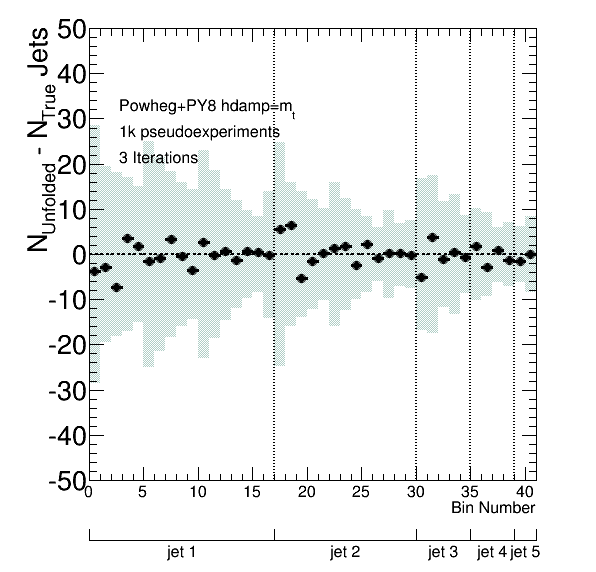 N_Unfolded - N_True Jets
50
40
30
20
10
0
-10
-20
-30
-40
-50
Powheg+PY8 hdamp=m_t
1k pseudoexperiments
3 Iterations
0 5 10 15 20 25 30 35 40
Bin Number
jet 1 jet 2 jet 3 jet 4 jet 5